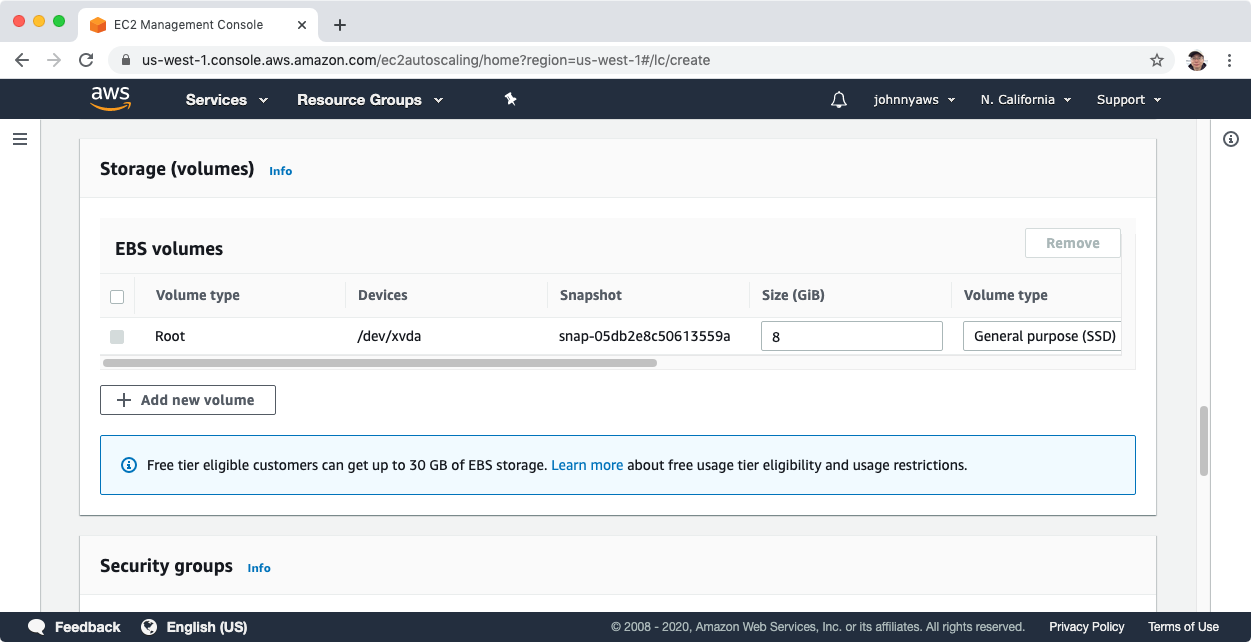 EC2 Management Console
us-west-1.console.aws.amazon.com/ec2autoscaling/home?region=us-west-1#/lc/create
aws Services Resource Groups johnnyaws N. California Support
Storage (volumes) Info
EBS volumes Remove
Volume type Devices Snapshot Size (GiB) Volume type
Root /dev/xvda snap-05db2e8c50613559a 8 General purpose (SSD)
Add new volume
Free tier eligible customers can get up to 30 GB of EBS storage. Learn more about free usage tier eligibility and usage restrictions.
Security groups Info
Feedback English (US) © 2008 - 2020, Amazon Web Services, Inc. or its affiliates. All rights reserved. Privacy Policy Terms of Use